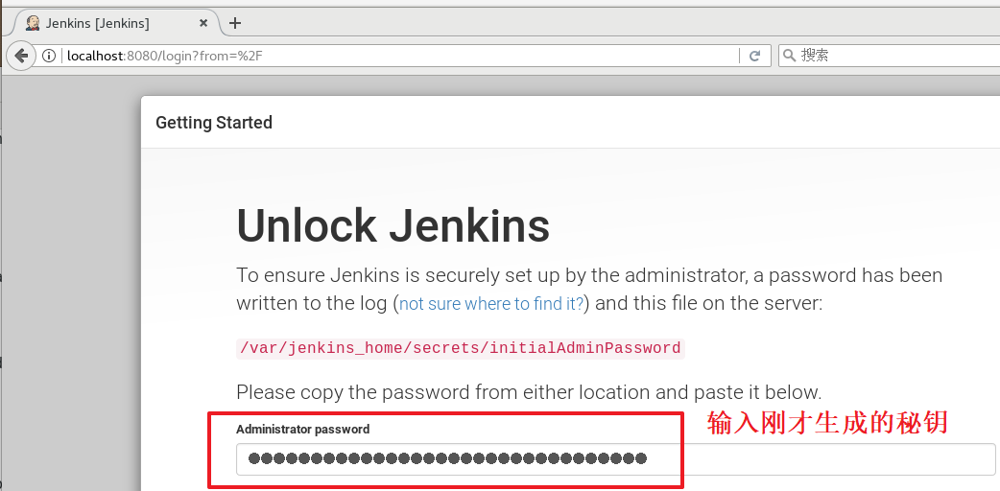 Jenkins [Jenkins]
localhost:8080/login?from=%2F
搜索
Getting Started
Unlock Jenkins
To ensure Jenkins is securely set up by the administrator, a password has been
written to the log (not sure where to find it?) and this file on the server:
/var/jenkins_home/secrets/initialAdminPassword
Please copy the password from either location and paste it below.
Administrator password
输入刚才生成的秘钥